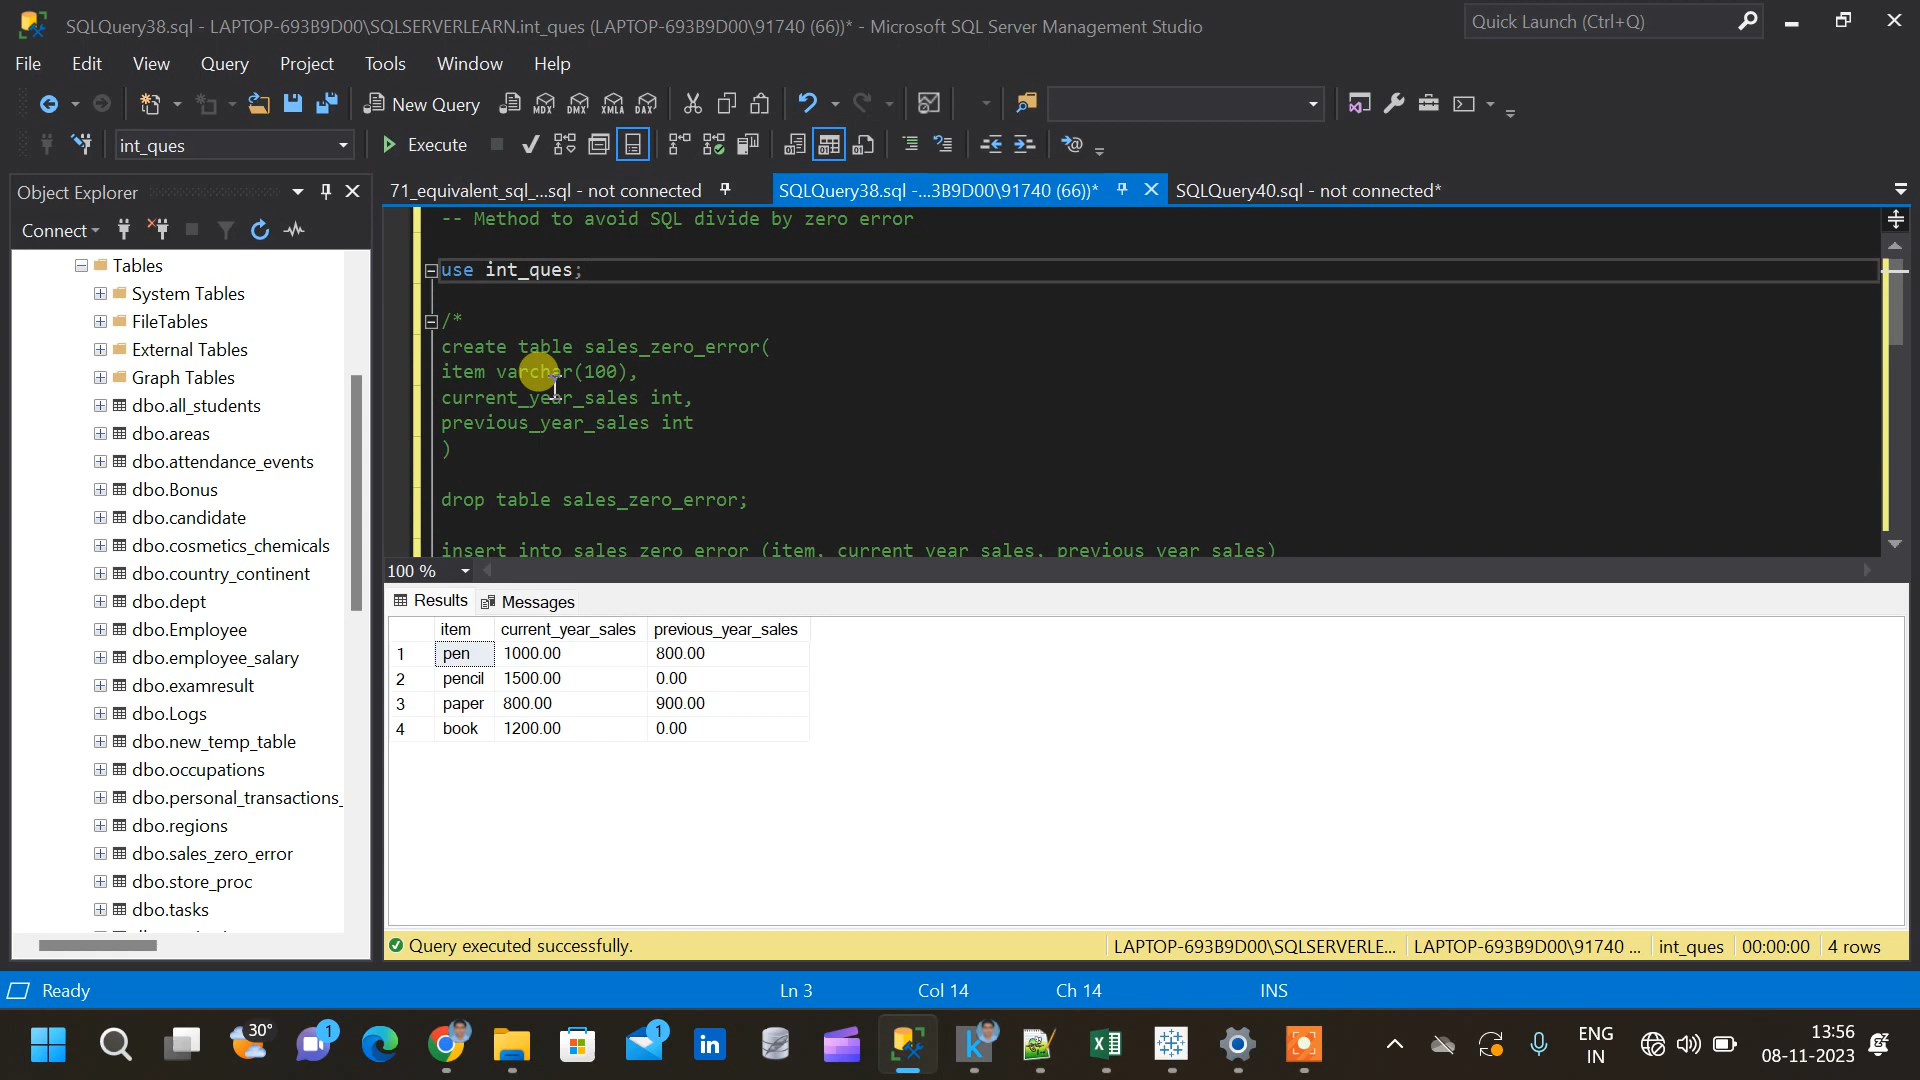 SQLQuery38.sql - LAPTOP-693B9D00\SQLSERVERLEARN.int_ques (LAPTOP-693B9D00\91740 (66))* - Microsoft SQL Server Management Studio
Quick Launch (Ctrl+Q)
File Edit View Query Project Tools Window Help
New Query MDX DMX XMLA DAX
int_ques Execute
Object Explorer
71_equivalent_sql_...sql - not connected
SQLQuery38.sql -...3B9D00\91740 (66))*
SQLQuery40.sql - not connected*
Connect
Tables
System Tables
FileTables
External Tables
Graph Tables
dbo.all_students
dbo.areas
dbo.attendance_events
dbo.Bonus
dbo.candidate
dbo.cosmetics_chemicals
dbo.country_continent
dbo.dept
dbo.Employee
dbo.employee_salary
dbo.examresult
dbo.Logs
dbo.new_temp_table
dbo.occupations
dbo.personal_transactions_
dbo.regions
dbo.sales_zero_error
dbo.store_proc
dbo.tasks
-- Method to avoid SQL divide by zero error
use int_ques;
/*
create table sales_zero_error(
item varchar(100),
current_year_sales int,
previous_year_sales int
)
drop table sales_zero_error;
insert into sales_zero_error (item, current_year_sales, previous_year_sales)
100 %
Results Messages
item current_year_sales previous_year_sales
1 pen 1000.00 800.00
2 pencil 1500.00 0.00
3 paper 800.00 900.00
4 book 1200.00 0.00
Query executed successfully. LAPTOP-693B9D00\SQLSERVERLE... LAPTOP-693B9D00\91740 ... int_ques 00:00:00 4 rows
Ready Ln 3 Col 14 Ch 14 INS
30° 1 1 ENG IN 13:56 08-11-2023